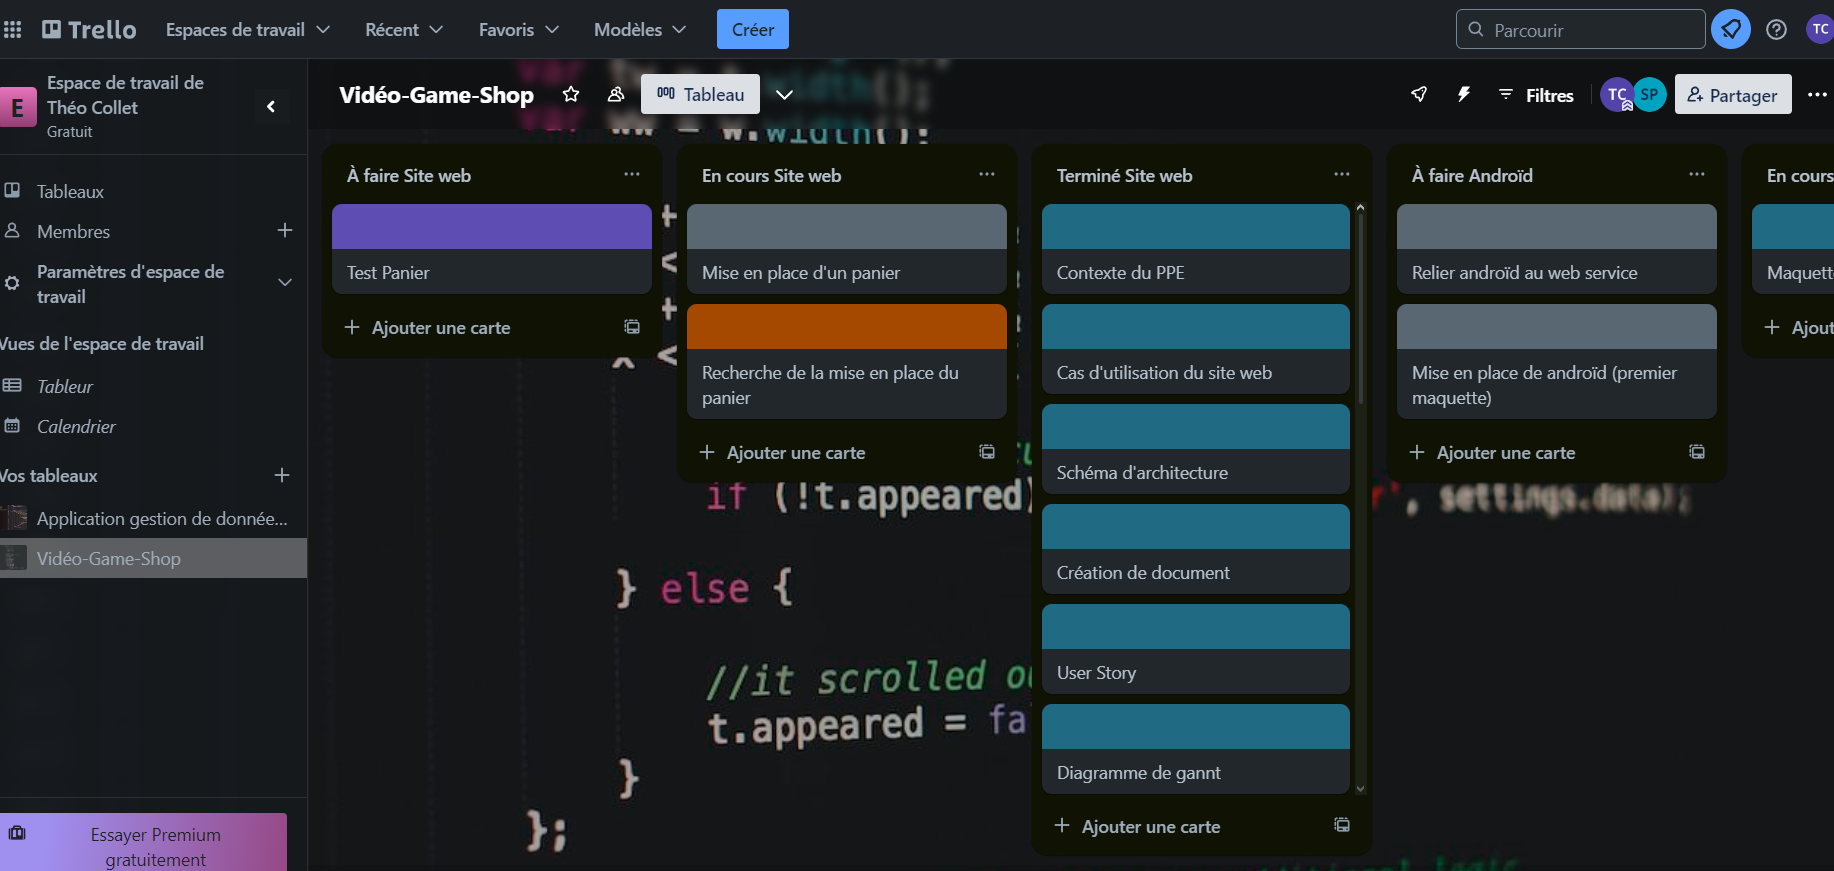 Trello
Espaces de travail
Récent
Favoris
Modèles
Créer
Parcourir
TC
E
Espace de travail de
Théo Collet
Gratuit
Vidéo-Game-Shop
Tableau
Filtres
TC
SP
Partager
Tableaux
Membres
Paramètres d'espace de
travail
Vues de l'espace de travail
Tableur
Calendrier
Vos tableaux
Application gestion de donnée...
Vidéo-Game-Shop
Essayer Premium
gratuitement
À faire Site web
Test Panier
Ajouter une carte
En cours Site web
Mise en place d'un panier
Recherche de la mise en place du
panier
Ajouter une carte
Terminé Site web
Contexte du PPE
Cas d'utilisation du site web
Schéma d'architecture
Création de document
User Story
Diagramme de gannt
Ajouter une carte
À faire Androïd
Relier androïd au web service
Mise en place de androïd (premier
maquette)
Ajouter une carte
En cours
Maquett
Ajout
var ww = w.width();
if (!t.appeared)
', settings.data);
} else {
//it scrolled
t.appeared = fa
}
};